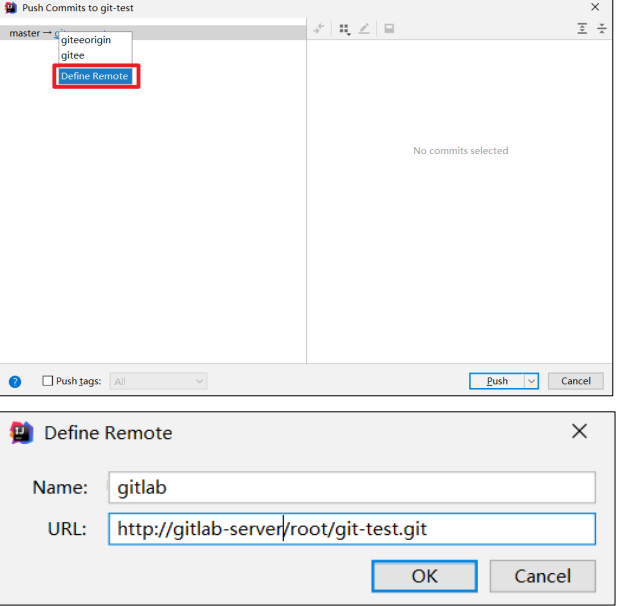 Push Commits to git-test
master →
giteeorigin
gitee
Define Remote
No commits selected
Push tags:
All
Push
Cancel
Define Remote
Name:
gitlab
URL:
http://gitlab-server/root/git-test.git
OK
Cancel